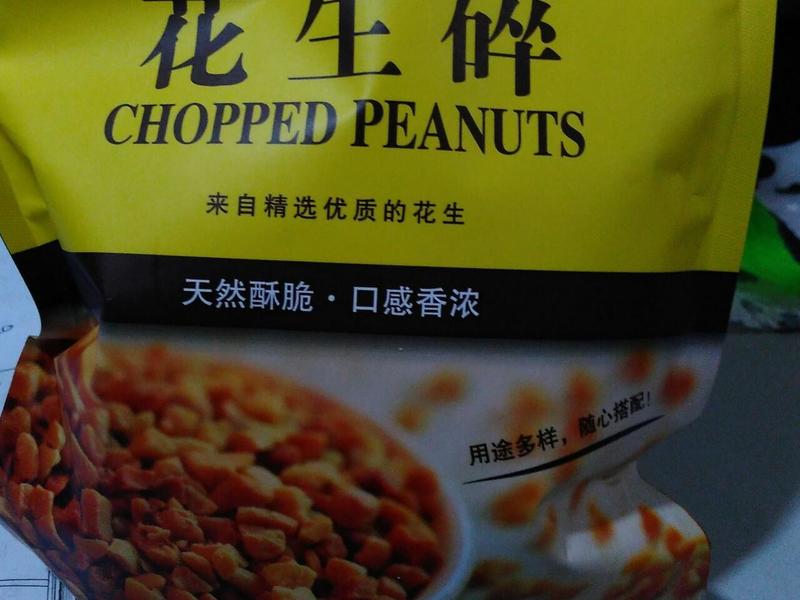 花生碎
CHOPPED PEANUTS
来自精选优质的花生
天然酥脆·口感香浓
用途多样，随心搭配！